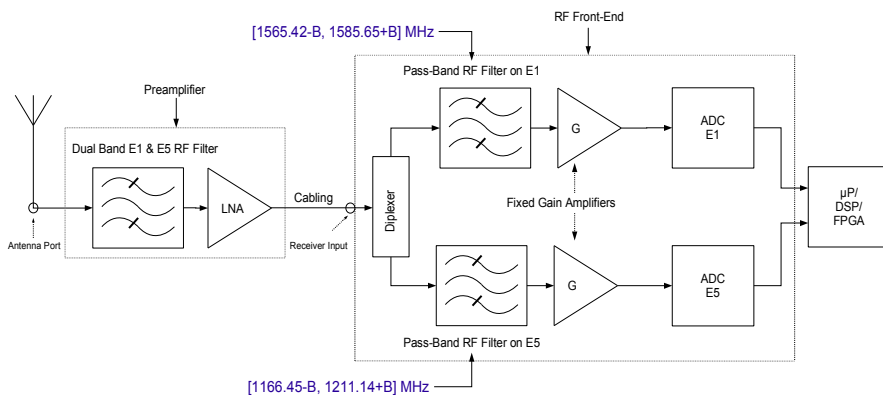 [1565.42-B, 1585.65+B] MHz
RF Front-End
Pass-Band RF Filter on E1
Preamplifier
Dual Band E1 & E5 RF Filter
G
ADC
E1
LNA
Cabling
Diplexer
Fixed Gain Amplifiers
µP/
DSP/
FPGA
Antenna Port
Receiver Input
G
ADC
E5
Pass-Band RF Filter on E5
[1166.45-B, 1211.14+B] MHz